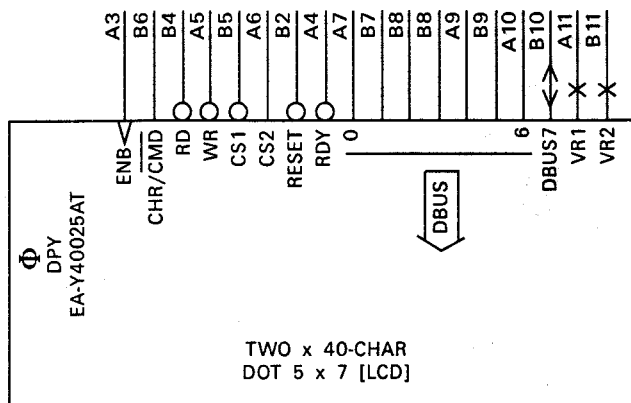 A3 B6 B4 A5 B5 A6 B2 A4 A7 B7 B8 B8 A9 B9 A10 B10 A11 B11
ENB CHR/CMD RD WR CS1 CS2 RESET RDY 0 6 DBUS7 VR1 VR2
DBUS
Φ
DPY
EA-Y40025AT
TWO x 40-CHAR
DOT 5 x 7 [LCD]